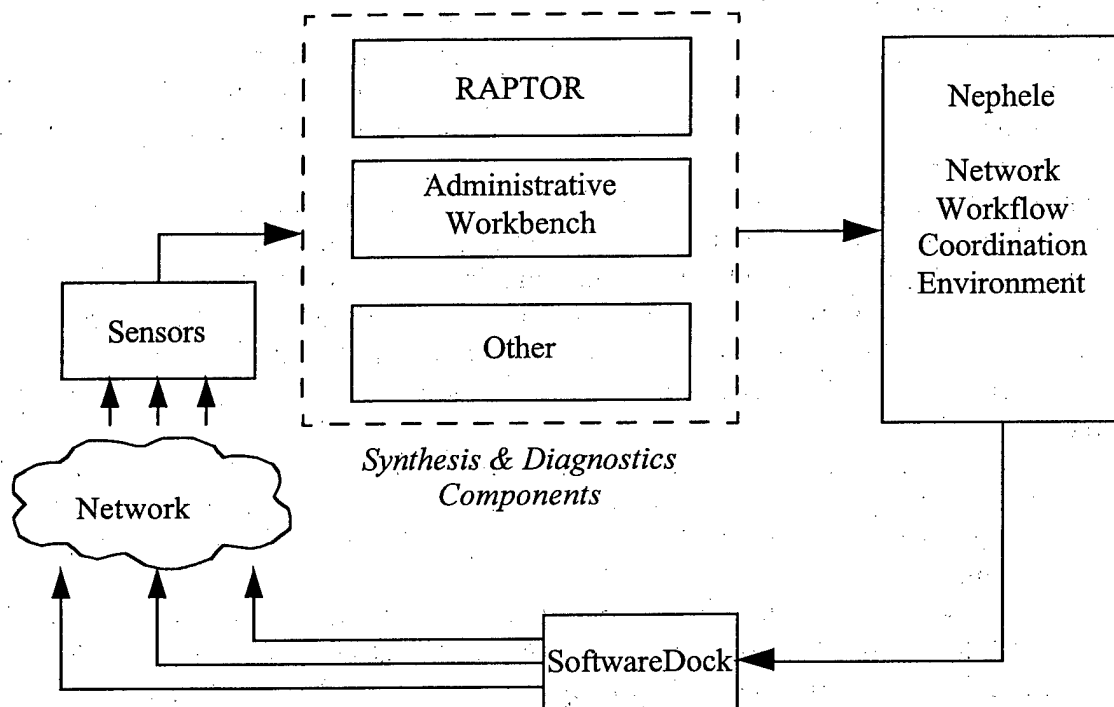 RAPTOR
Administrative
Workbench
Other
Synthesis & Diagnostics
Components
Nephele
Network
Workflow
Coordination
Environment
Sensors
Network
SoftwareDock